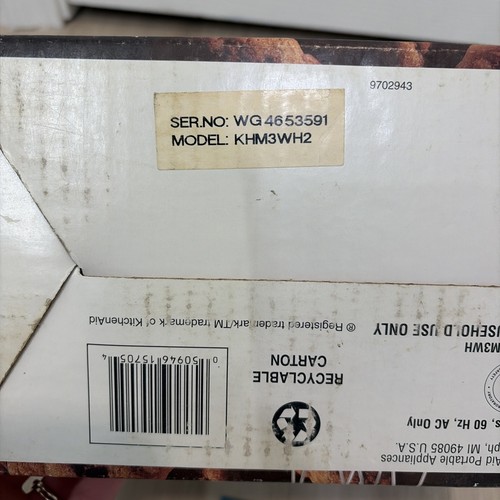 9702943
SER.NO: WG 4653591
MODEL: KHM3WH2
® Registered trademark/TM trademark of KitchenAid
USEHOLD USE ONLY
M3WH
RECYCLABLE
CARTON
0 50946 15705 4
s, 60 Hz, AC Only
Aid Portable Appliances
ph, MI 49085 U.S.A.